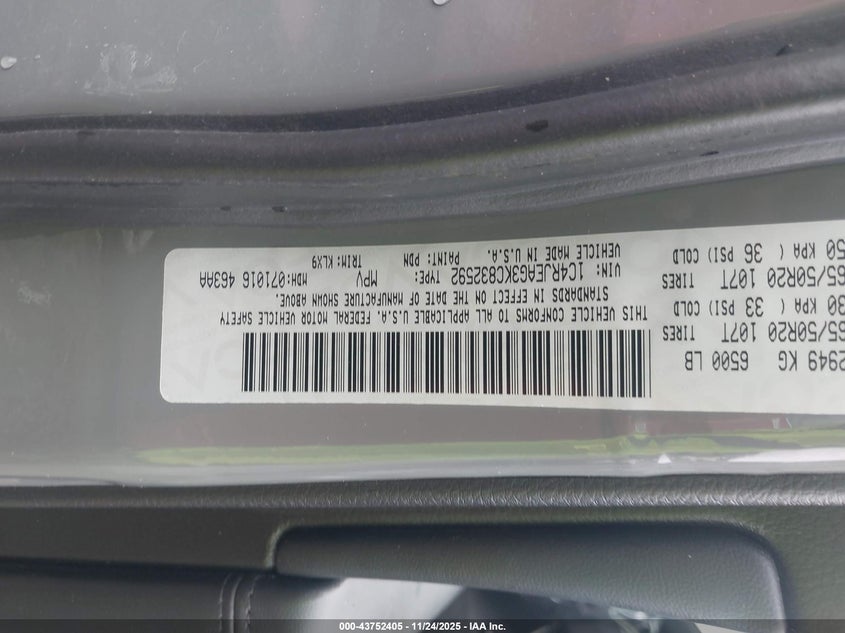 2949 KG 6500 LB
65/50R20 107T TIRES
30 KPA ( 33 PSI) COLD
65/50R20 107T TIRES
50 KPA ( 36 PSI) COLD
THIS VEHICLE CONFORMS TO ALL APPLICABLE U.S.A. FEDERAL MOTOR VEHICLE SAFETY
STANDARDS IN EFFECT ON THE DATE OF MANUFACTURE SHOWN ABOVE.
VIN: 1C4RJEAG3KC832592 TYPE: MPV MDH:071016 463AA
VEHICLE MADE IN U.S.A. PAINT: PDN TRIM: KLX9
000-43752405 - 11/24/2025 - IAA Inc.